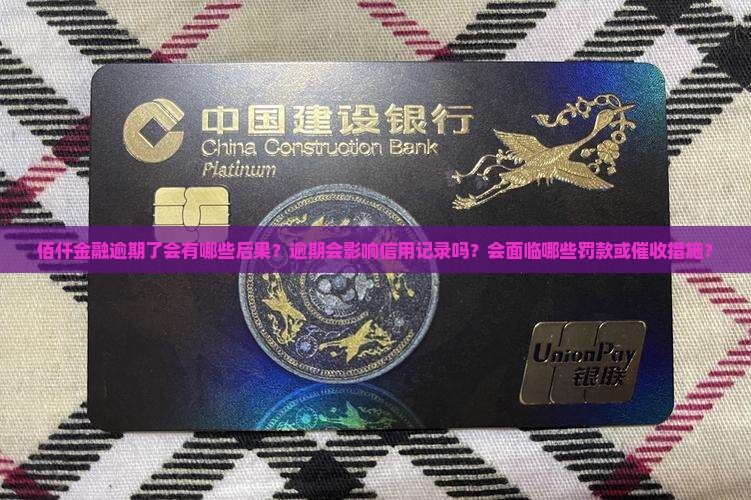 中国建设银行
China Construction Bank
Platinum
佰仟金融逾期了会有哪些后果？逾期会影响信用记录吗？会面临哪些罚款或催收措施？
UnionPay
银联